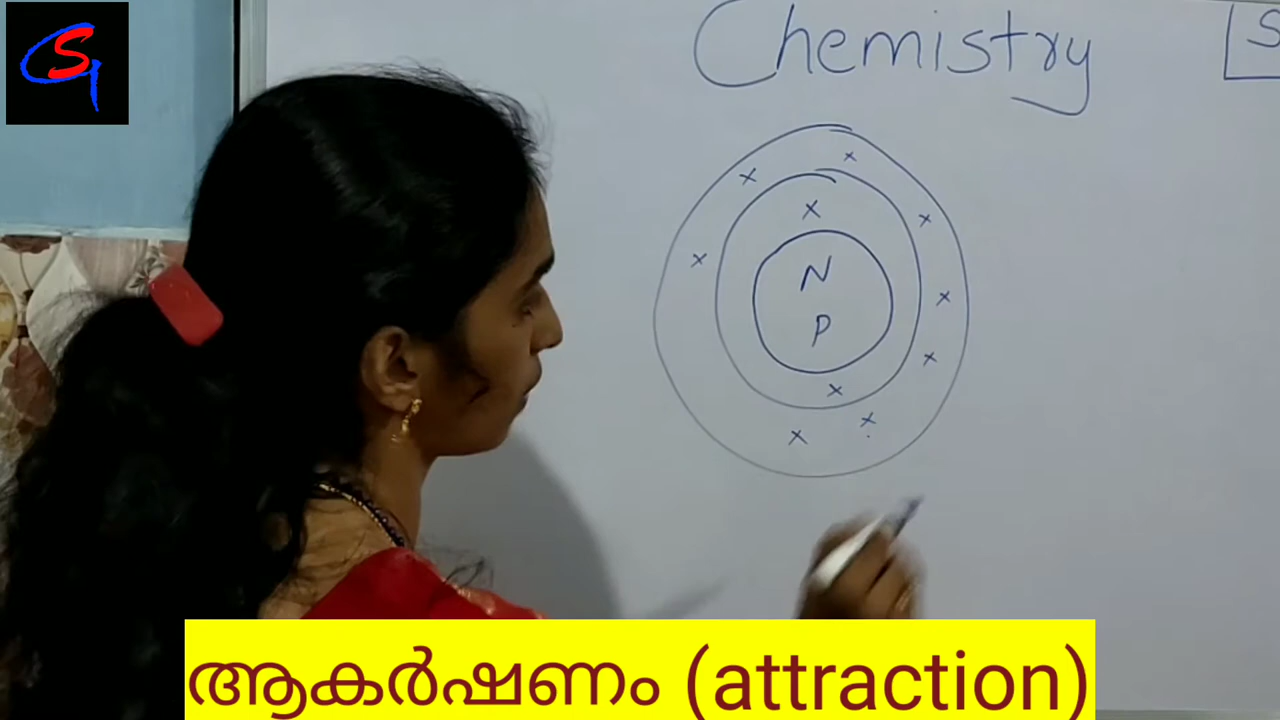 Chemistry
S
x
x x
x x
x x
N
P
x
x
x x
ആകർഷണം (attraction)